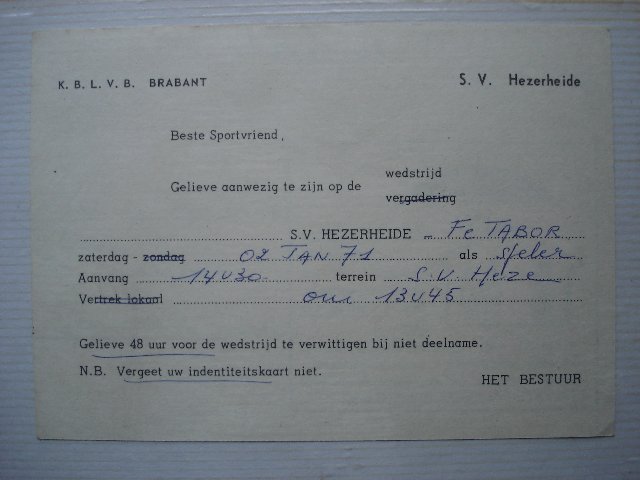 K. B. L. V. B. BRABANT S. V. Hezerheide
Beste Sportvriend,
wedstrijd
Gelieve aanwezig te zijn op de
vergadering
S.V. HEZERHEIDE - Fc TABOR
zaterdag - zondag 02 JAN 71 als speler
Aanvang 14u30 terrein S.V. Heze
Vertrek lokaal om 13u45
Gelieve 48 uur voor de wedstrijd te verwittigen bij niet deelname.
N.B. Vergeet uw indentiteitskaart niet.
HET BESTUUR